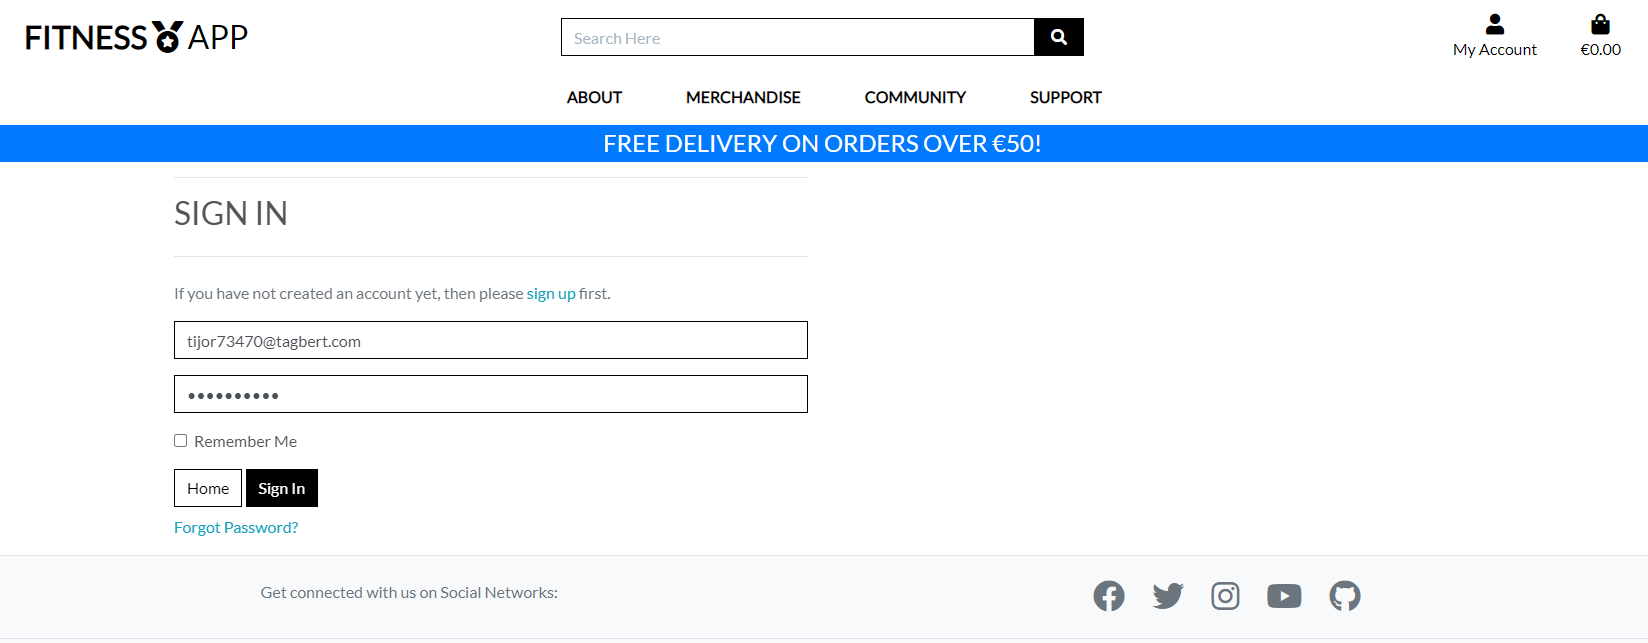 FITNESS APP
Search Here
My Account
€0.00
ABOUT MERCHANDISE COMMUNITY SUPPORT
FREE DELIVERY ON ORDERS OVER €50!
SIGN IN
If you have not created an account yet, then please sign up first.
tijor73470@tagbert.com
••••••••••
Remember Me
Home Sign In
Forgot Password?
Get connected with us on Social Networks: